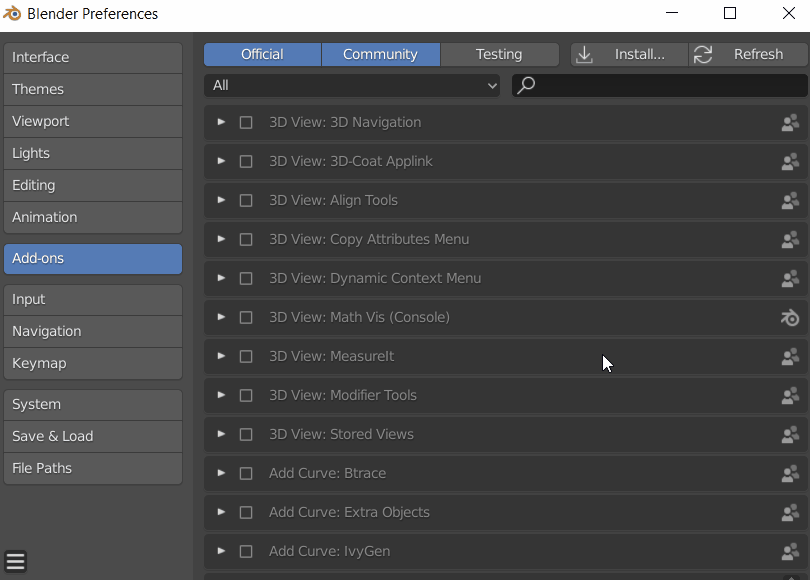 Blender Preferences
Interface
Themes
Viewport
Lights
Editing
Animation
Add-ons
Input
Navigation
Keymap
System
Save & Load
File Paths
Official Community Testing Install... Refresh
All
3D View: 3D Navigation
3D View: 3D-Coat Applink
3D View: Align Tools
3D View: Copy Attributes Menu
3D View: Dynamic Context Menu
3D View: Math Vis (Console)
3D View: MeasureIt
3D View: Modifier Tools
3D View: Stored Views
Add Curve: Btrace
Add Curve: Extra Objects
Add Curve: IvyGen